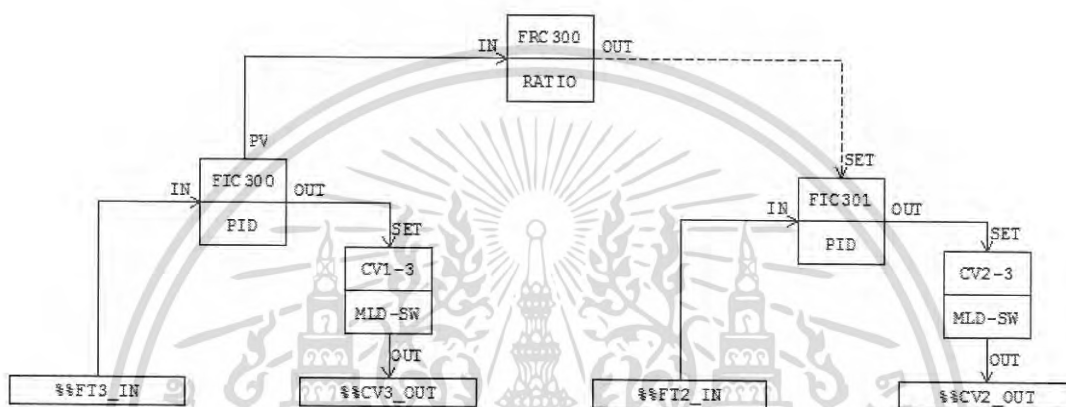 IN FRC300 OUT
RATIO
PV
SET
IN FIC300 OUT
PID
IN FIC301 OUT
PID
SET
CV1-3
MLD-SW
SET
CV2-3
MLD-SW
OUT
OUT
%%FT3_IN %%CV3_OUT %%FT2_IN %%CV2_OUT